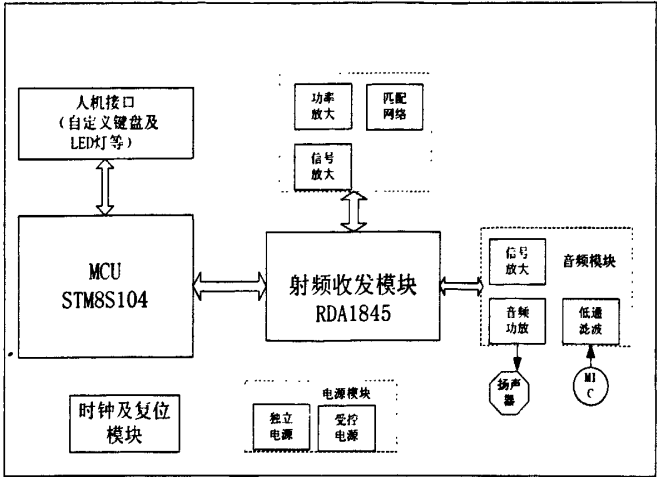 人机接口
（自定义键盘及
LED灯等）
功率
放大
匹配
网络
信号
放大
MCU
STM8S104
射频收发模块
RDA1845
信号
放大
音频模块
音频
功放
低通
滤波
扬声
器
MI
C
时钟及复位
模块
电源模块
独立
电源
受控
电源